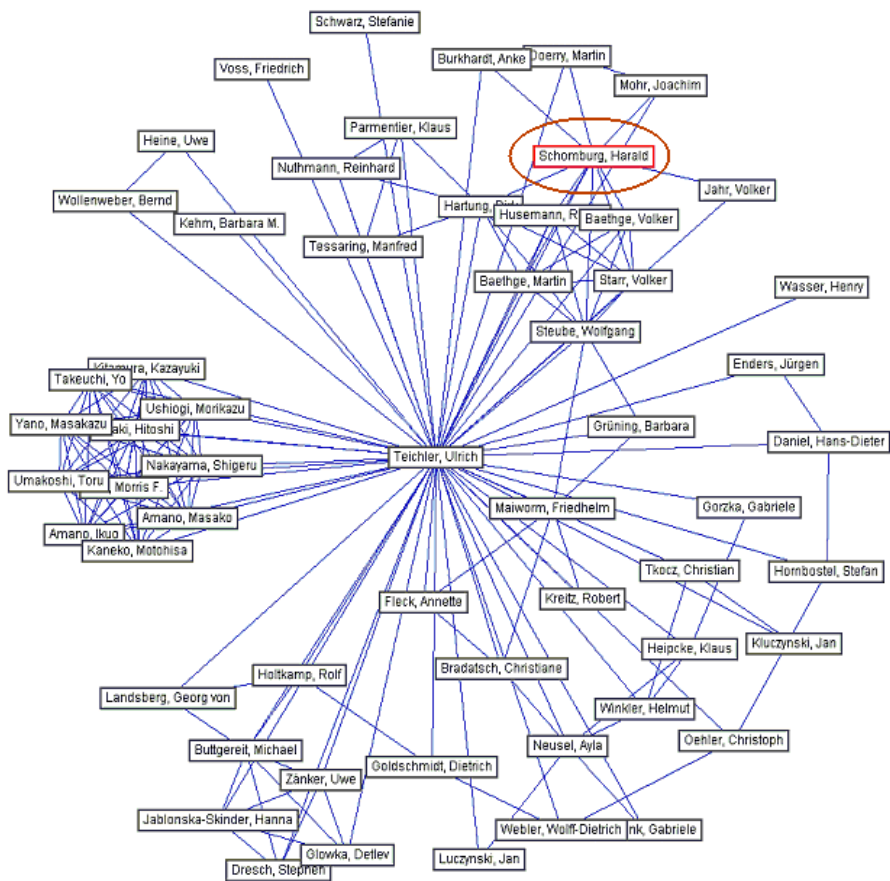 Schwarz, Stefanie
Burkhardt, Anke
Doerry, Martin
Voss, Friedrich
Mohr, Joachim
Parmentier, Klaus
Heine, Uwe
Schomburg, Harald
Nuthmann, Reinhard
Jahr, Volker
Wollenweber, Bernd
Hartung,
Husemann,
Baethge, Volker
Kehm, Barbara M.
Tessaring, Manfred
Baethge, Martin
Starr, Volker
Wasser, Henry
Steube, Wolfgang
Kitamura, Kazayuki
Enders, Jürgen
Takeuchi, Yo
Ushiogi, Morikazu
Yano, Masakazu
aki, Hitoshi
Grüning, Barbara
Daniel, Hans-Dieter
Teichler, Ulrich
Nakayama, Shigeru
Umakoshi, Toru
Morris F.
Maiworm, Friedhelm
Gorzka, Gabriele
Amano, Masako
Amano, Ikuo
Kaneko, Motohisa
Tkocz, Christian
Hornbostel, Stefan
Fleck, Annette
Kreitz, Robert
Heipcke, Klaus
Kluczynski, Jan
Holtkamp, Rolf
Bradatsch, Christiane
Landsberg, Georg von
Winkler, Helmut
Oehler, Christoph
Buttgereit, Michael
Neusel, Ayla
Goldschmidt, Dietrich
Zänker, Uwe
Jablonska-Skinder, Hanna
Webler, Wolff-Dietrich
nk, Gabriele
Glowka, Detlev
Luczynski, Jan
Dresch, Stephen